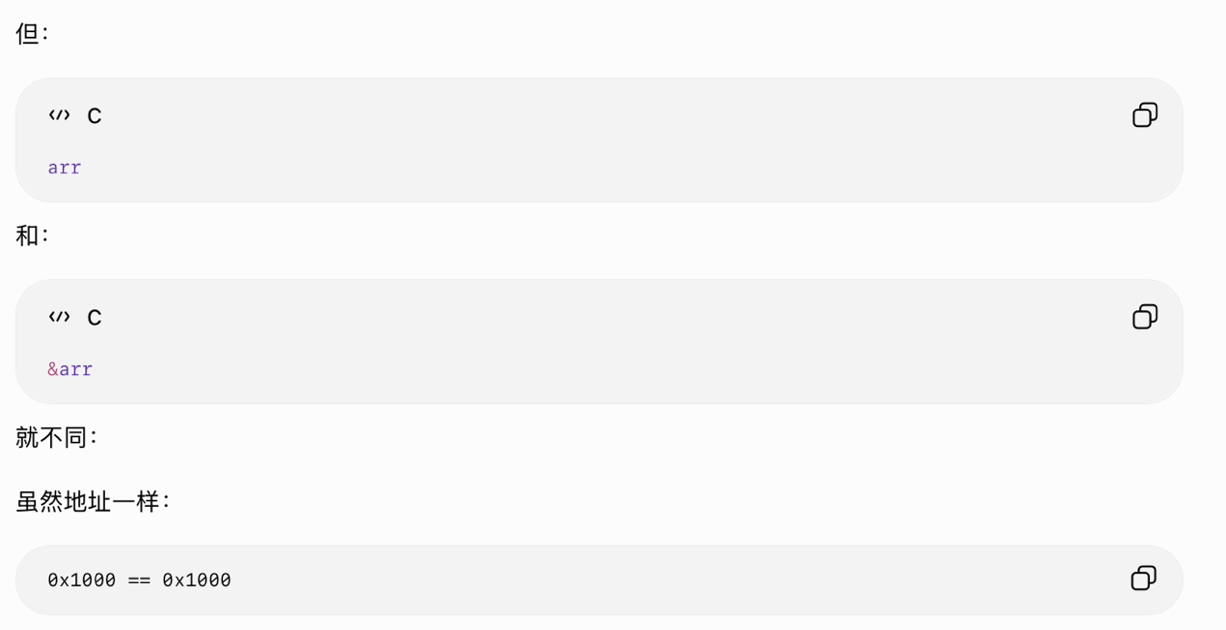 但：
</> C
arr
和：
</> C
&arr
就不同：
虽然地址一样：
0x1000 == 0x1000